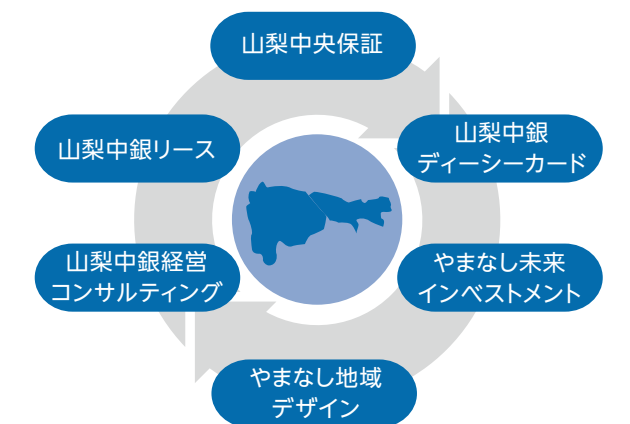 山梨中央保証
山梨中銀リース
山梨中銀
ディーシーカード
山梨中銀経営
コンサルティング
やまなし未来
インベストメント
やまなし地域
デザイン